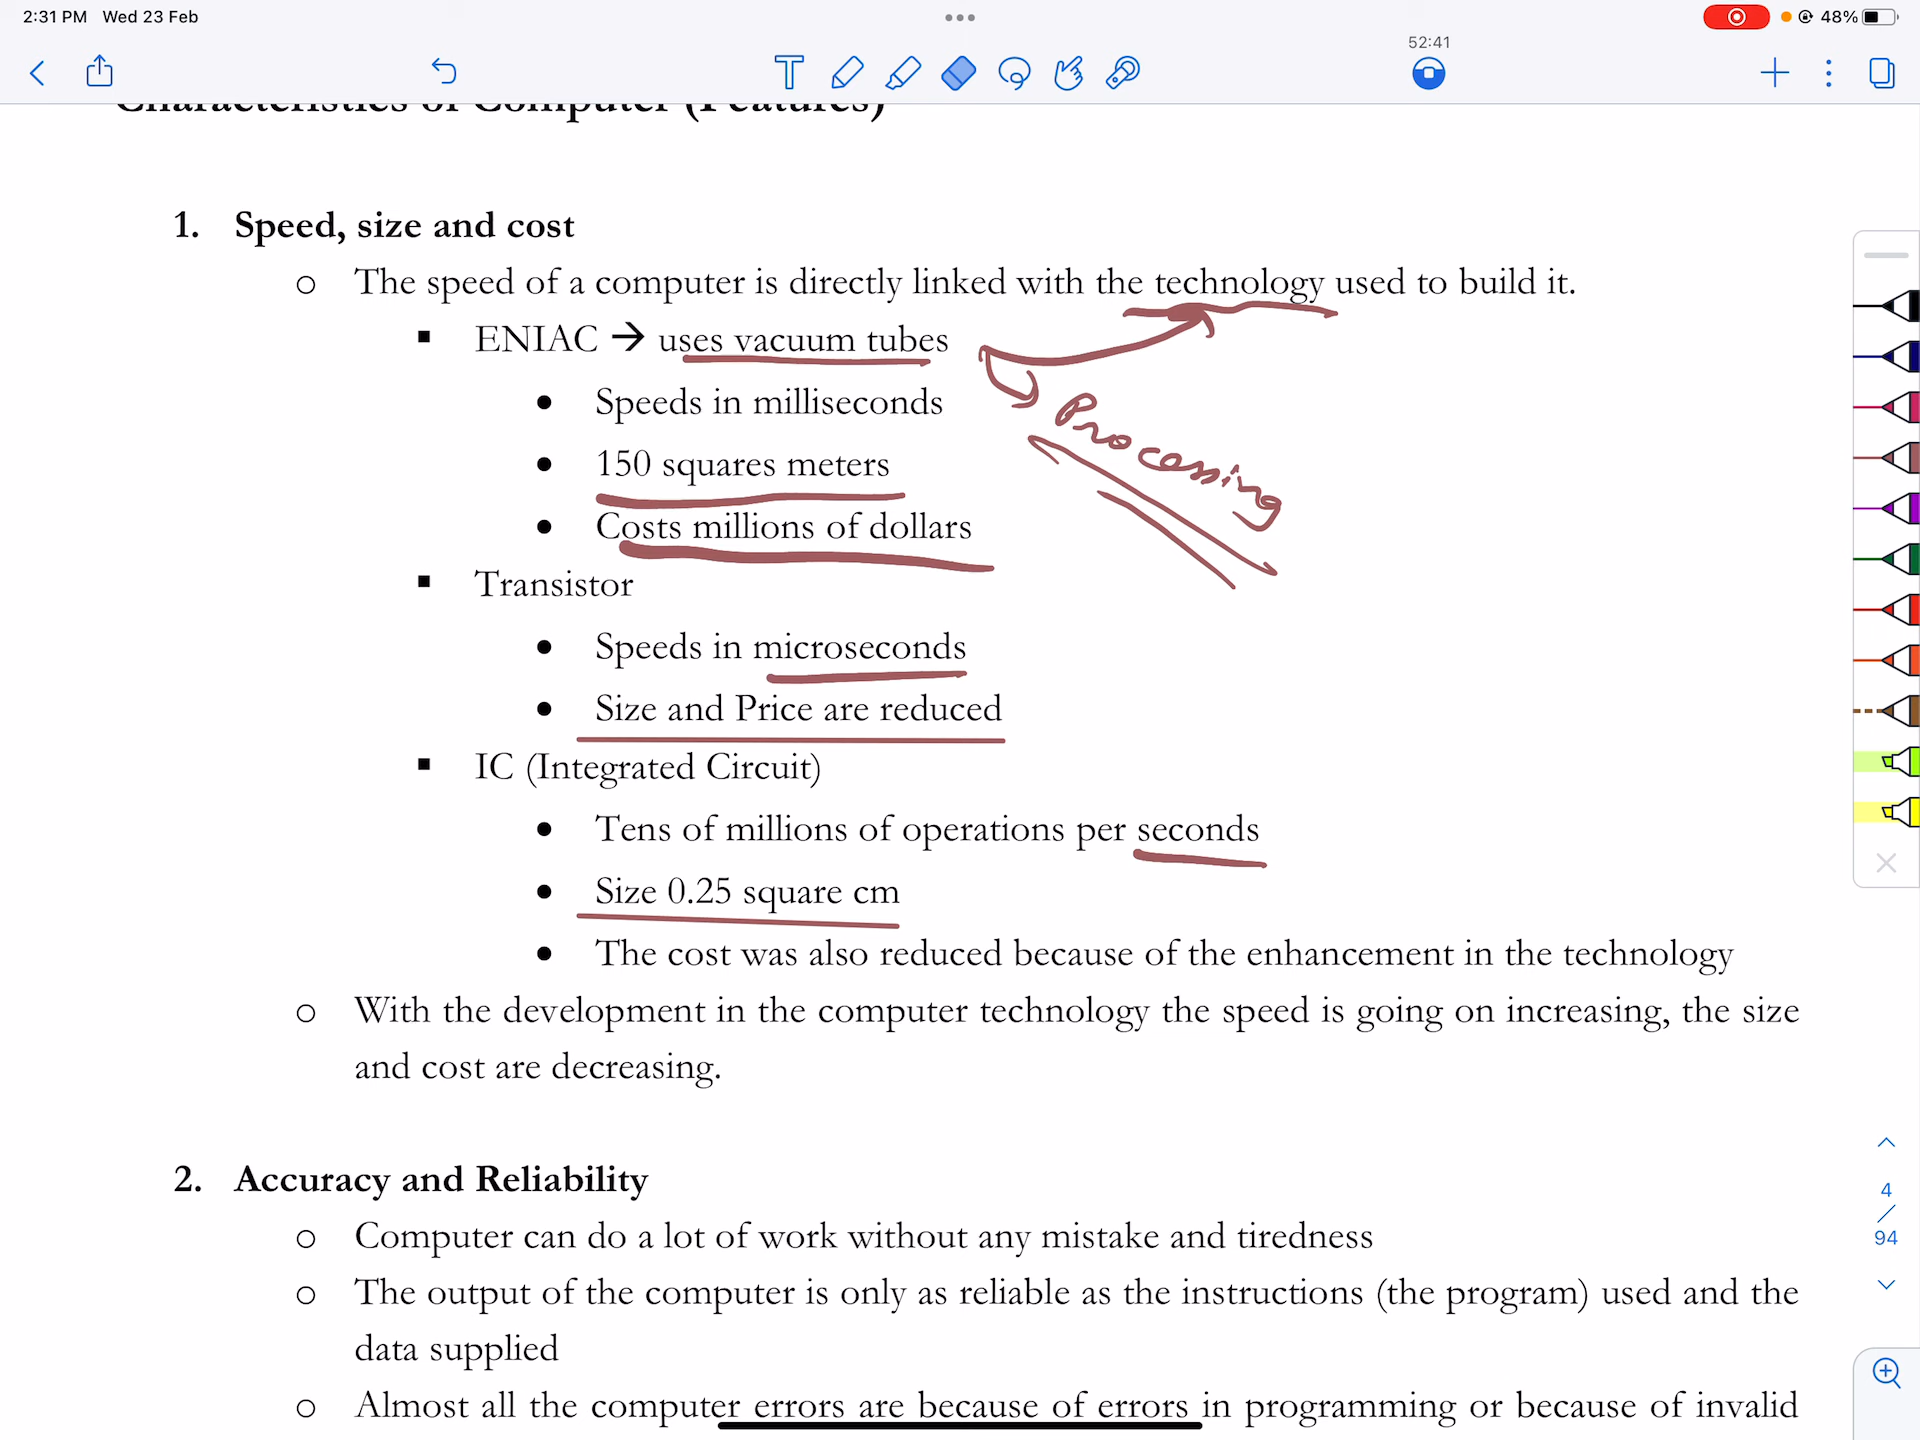 2:31 PM Wed 23 Feb
48%
52:41
Characteristics of Computer (Features)
1. Speed, size and cost
o The speed of a computer is directly linked with the technology used to build it.
▪ ENIAC → uses vacuum tubes
• Speeds in milliseconds
Processing
• 150 squares meters
• Costs millions of dollars
▪ Transistor
• Speeds in microseconds
• Size and Price are reduced
▪ IC (Integrated Circuit)
• Tens of millions of operations per seconds
• Size 0.25 square cm
• The cost was also reduced because of the enhancement in the technology
o With the development in the computer technology the speed is going on increasing, the size
and cost are decreasing.
2. Accuracy and Reliability
o Computer can do a lot of work without any mistake and tiredness
o The output of the computer is only as reliable as the instructions (the program) used and the
data supplied
o Almost all the computer errors are because of errors in programming or because of invalid
4
/
94